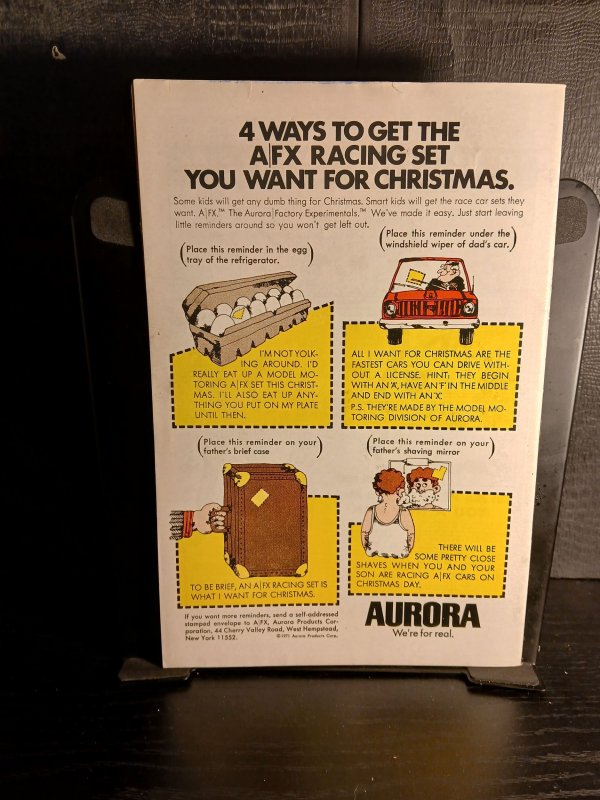 4 WAYS TO GET THE
A|FX RACING SET
YOU WANT FOR CHRISTMAS.
Some kids will get any dumb thing for Christmas. Smart kids will get the race car sets they
want. A|FX.™ The Aurora|Factory Experimentals.™ We've made it easy. Just start leaving
little reminders around so you won't get left out.
(Place this reminder in the egg
tray of the refrigerator.)
(Place this reminder under the
windshield wiper of dad's car.)
I'M NOT YOLK-
ING AROUND. I'D
REALLY EAT UP A MODEL MO-
TORING A|FX SET THIS CHRIST-
MAS. I'LL ALSO EAT UP ANY-
THING YOU PUT ON MY PLATE
UNTIL THEN.
ALL I WANT FOR CHRISTMAS ARE THE
FASTEST CARS YOU CAN DRIVE WITH-
OUT A LICENSE. HINT: THEY BEGIN
WITH AN 'A', HAVE AN 'F' IN THE MIDDLE
AND END WITH AN 'X'.
P.S. THEY'RE MADE BY THE MODEL MO-
TORING DIVISION OF AURORA.
(Place this reminder on your
father's brief case)
(Place this reminder on your
father's shaving mirror)
TO BE BRIEF, AN A|FX RACING SET IS
WHAT I WANT FOR CHRISTMAS.
THERE WILL BE
SOME PRETTY CLOSE
SHAVES WHEN YOU AND YOUR
SON ARE RACING A|FX CARS ON
CHRISTMAS DAY.
If you want more reminders, send a self-addressed
stamped envelope to A|FX, Aurora Products Cor-
poration, 44 Cherry Valley Road, West Hempstead,
New York 11552.
©1971 Aurora Products Corp.
AURORA
We're for real.